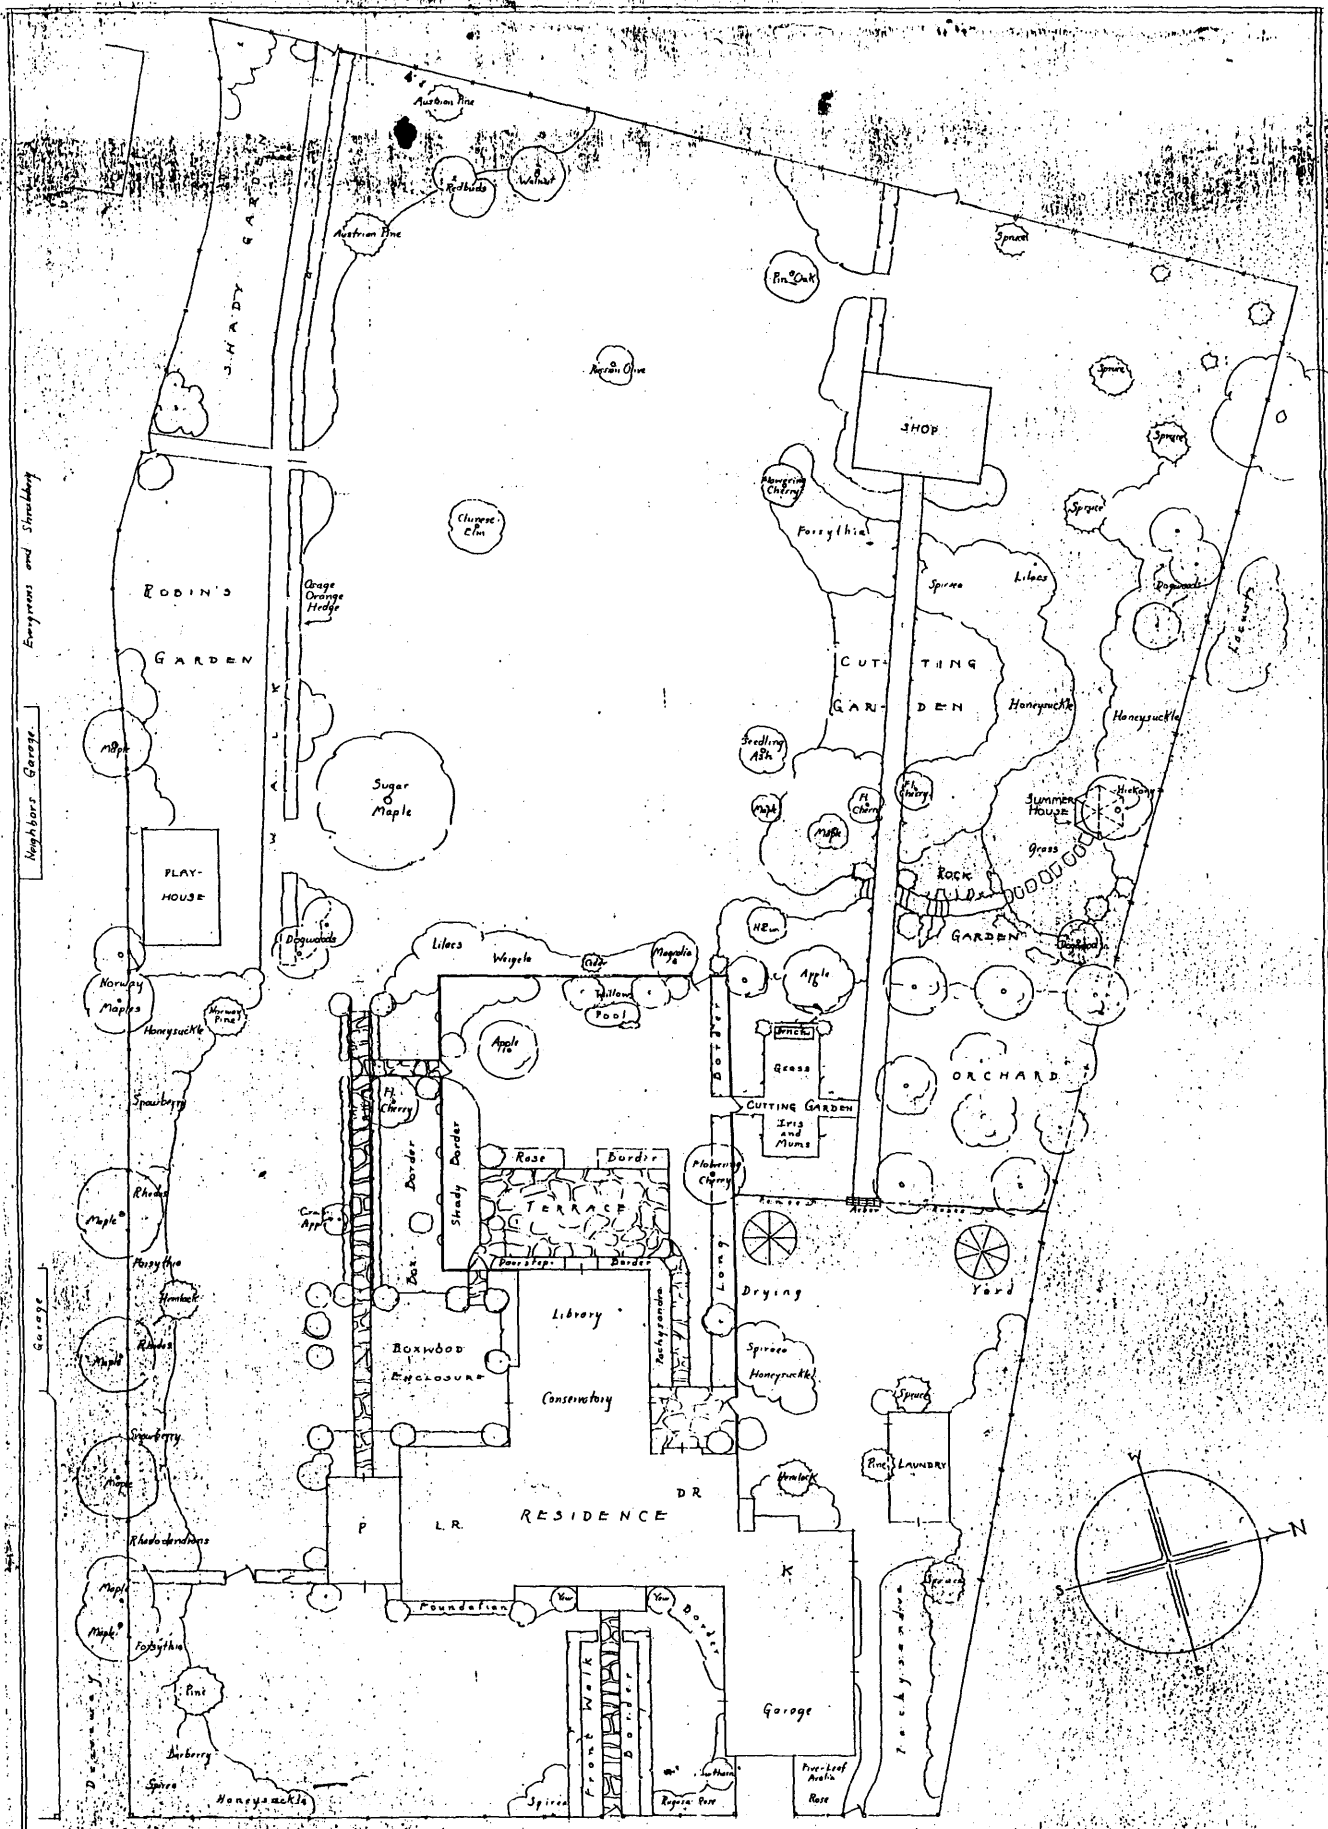 Austrian Pine
Redbuds
Walnut
Austrian Pine
SHADY GARDEN
Spruce
Pin Oak
Russian Olive
Spruce
SHOP
Spruce
Flowering
Cherry
Spruce
Chinese
Elm
Forsythia
Evergreens and Shrubbery
Osage
Orange
Hedge
Spirea
Lilacs
Dogwoods
Locusts
ROBIN'S
GARDEN
CUTTING
GARDEN
Honeysuckle
Honeysuckle
WALK
Neighbors Garage
Maple
Seedling
Ash
Sugar
Maple
Maple
Fl.
Cherry
Fl.
Cherry
Maple
SUMMER
HOUSE
Hickory
Grass
PLAY-
HOUSE
ROCK
GARDEN
Dogwood
Dogwoods
Lilacs
Weigela
Magnolia
Apple
Norway
Maples
Norway
Pine
Honeysuckle
Willow
Pool
Apple
Border
Bench
Grass
ORCHARD
Snowberry
Fl.
Cherry
CUTTING GARDEN
Iris
and
Mums
Box-Border
Shady Border
Rose Border
TERRACE
Flowering
Cherry
Rhodos
Maple
Crab
Apple
Roses
Arbor
Roses
Forsythia
Doorstep Border
Long
Drying Yard
Hemlock
Garage
Library
Pachysandra
Rhodos
Maple
BOXWOOD
ENCLOSURE
Spirea
Honeysuckle
Conservatory
Spruce
Snowberry
Maple
Pine
LAUNDRY
Hemlock
DR
P
L.R.
RESIDENCE
W
N
S
Rhododendrons
K
Spruce
Maple
Maple
Foundation
Yew
Yew
Border
Forsythia
Pachysandra
Pine
Front Walk
Border
Garage
Driveway
Barberry
Spirea
Honeysuckle
Spirea
Rugosa Rose
Five-Leaf
Aralia
Rose